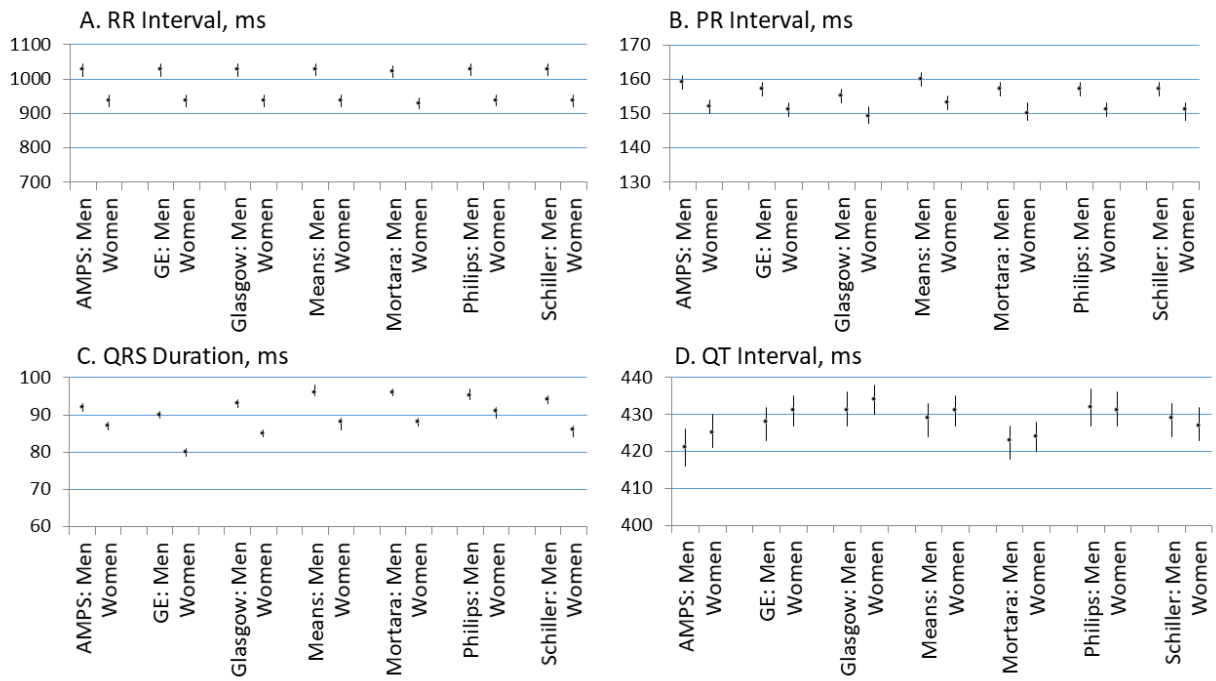 A. RR Interval, ms
1100
1000
900
800
700
AMPS: Men
Women
GE: Men
Women
Glasgow: Men
Women
Means: Men
Women
Mortara: Men
Women
Philips: Men
Women
Schiller: Men
Women
B. PR Interval, ms
170
160
150
140
130
AMPS: Men
Women
GE: Men
Women
Glasgow: Men
Women
Means: Men
Women
Mortara: Men
Women
Philips: Men
Women
Schiller: Men
Women
C. QRS Duration, ms
100
90
80
70
60
AMPS: Men
Women
GE: Men
Women
Glasgow: Men
Women
Means: Men
Women
Mortara: Men
Women
Philips: Men
Women
Schiller: Men
Women
D. QT Interval, ms
440
430
420
410
400
AMPS: Men
Women
GE: Men
Women
Glasgow: Men
Women
Means: Men
Women
Mortara: Men
Women
Philips: Men
Women
Schiller: Men
Women